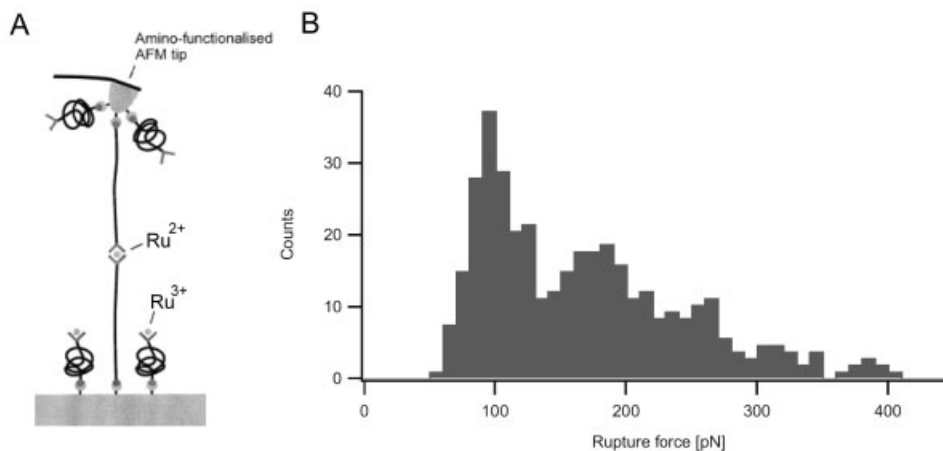 A
Amino-functionalised
AFM tip
Ru2+
Ru3+
B
40
30
20
10
0
Counts
0 100 200 300 400
Rupture force [pN]